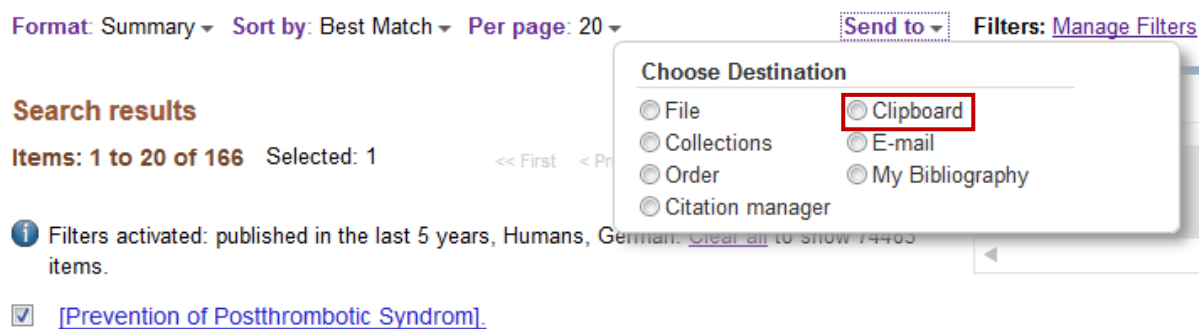 Format: Summary Sort by: Best Match Per page: 20 Send to Filters: Manage Filters
Choose Destination
File Clipboard
Collections E-mail
Order My Bibliography
Citation manager
Search results
Items: 1 to 20 of 166 Selected: 1 << First
Filters activated: published in the last 5 years, Humans, German. Clear all to show 74485
items.
[Prevention of Postthrombotic Syndrom].